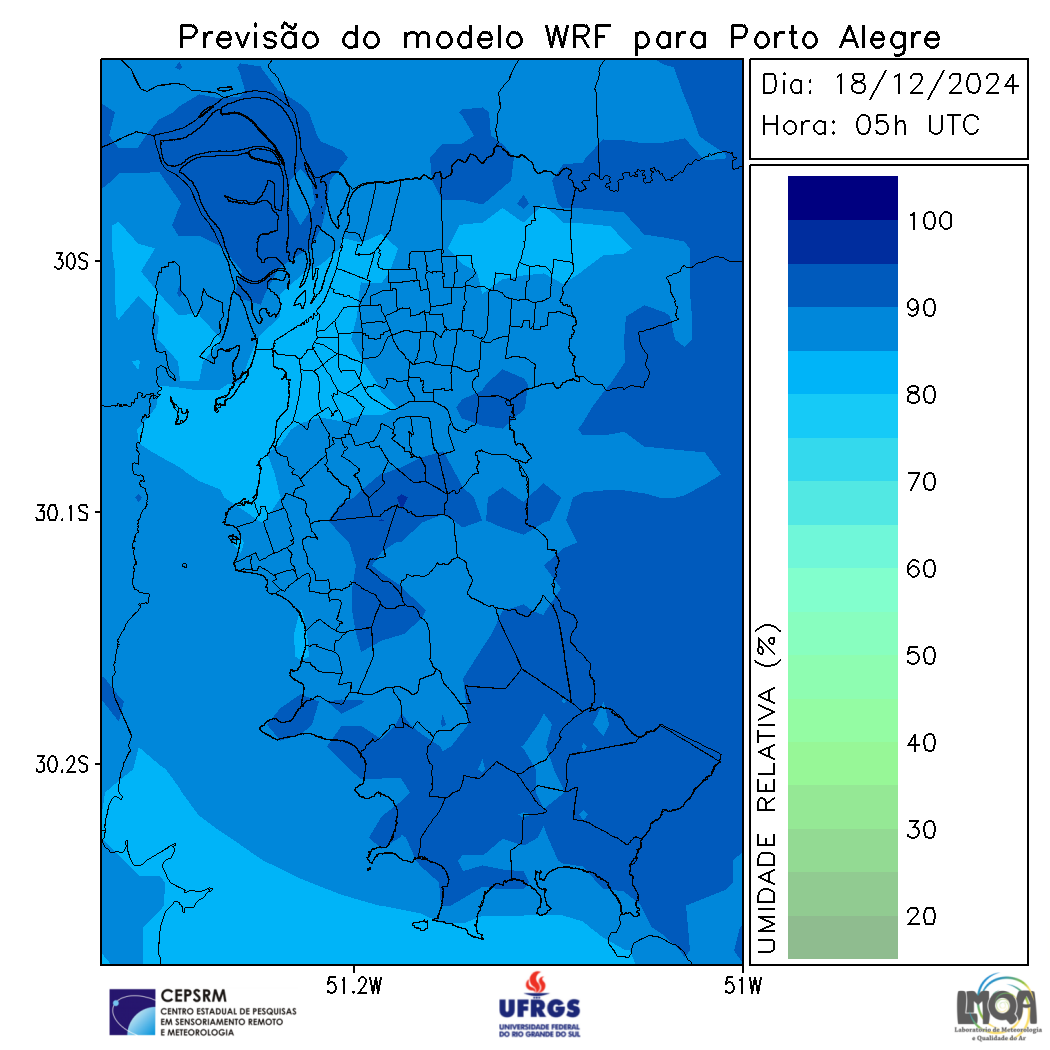 Previsão do modelo WRF para Porto Alegre
Dia: 18/12/2024
Hora: 05h UTC
100
90
80
70
60
50
40
30
20
UMIDADE RELATIVA (%)
30S
30.1S
30.2S
51.2W
51W
CEPSRM
CENTRO ESTADUAL DE PESQUISAS
EM SENSORIAMENTO REMOTO
E METEOROLOGIA
UFRGS
UNIVERSIDADE FEDERAL
DO RIO GRANDE DO SUL
LMQA
Laboratório de Meteorologia
e Qualidade do Ar